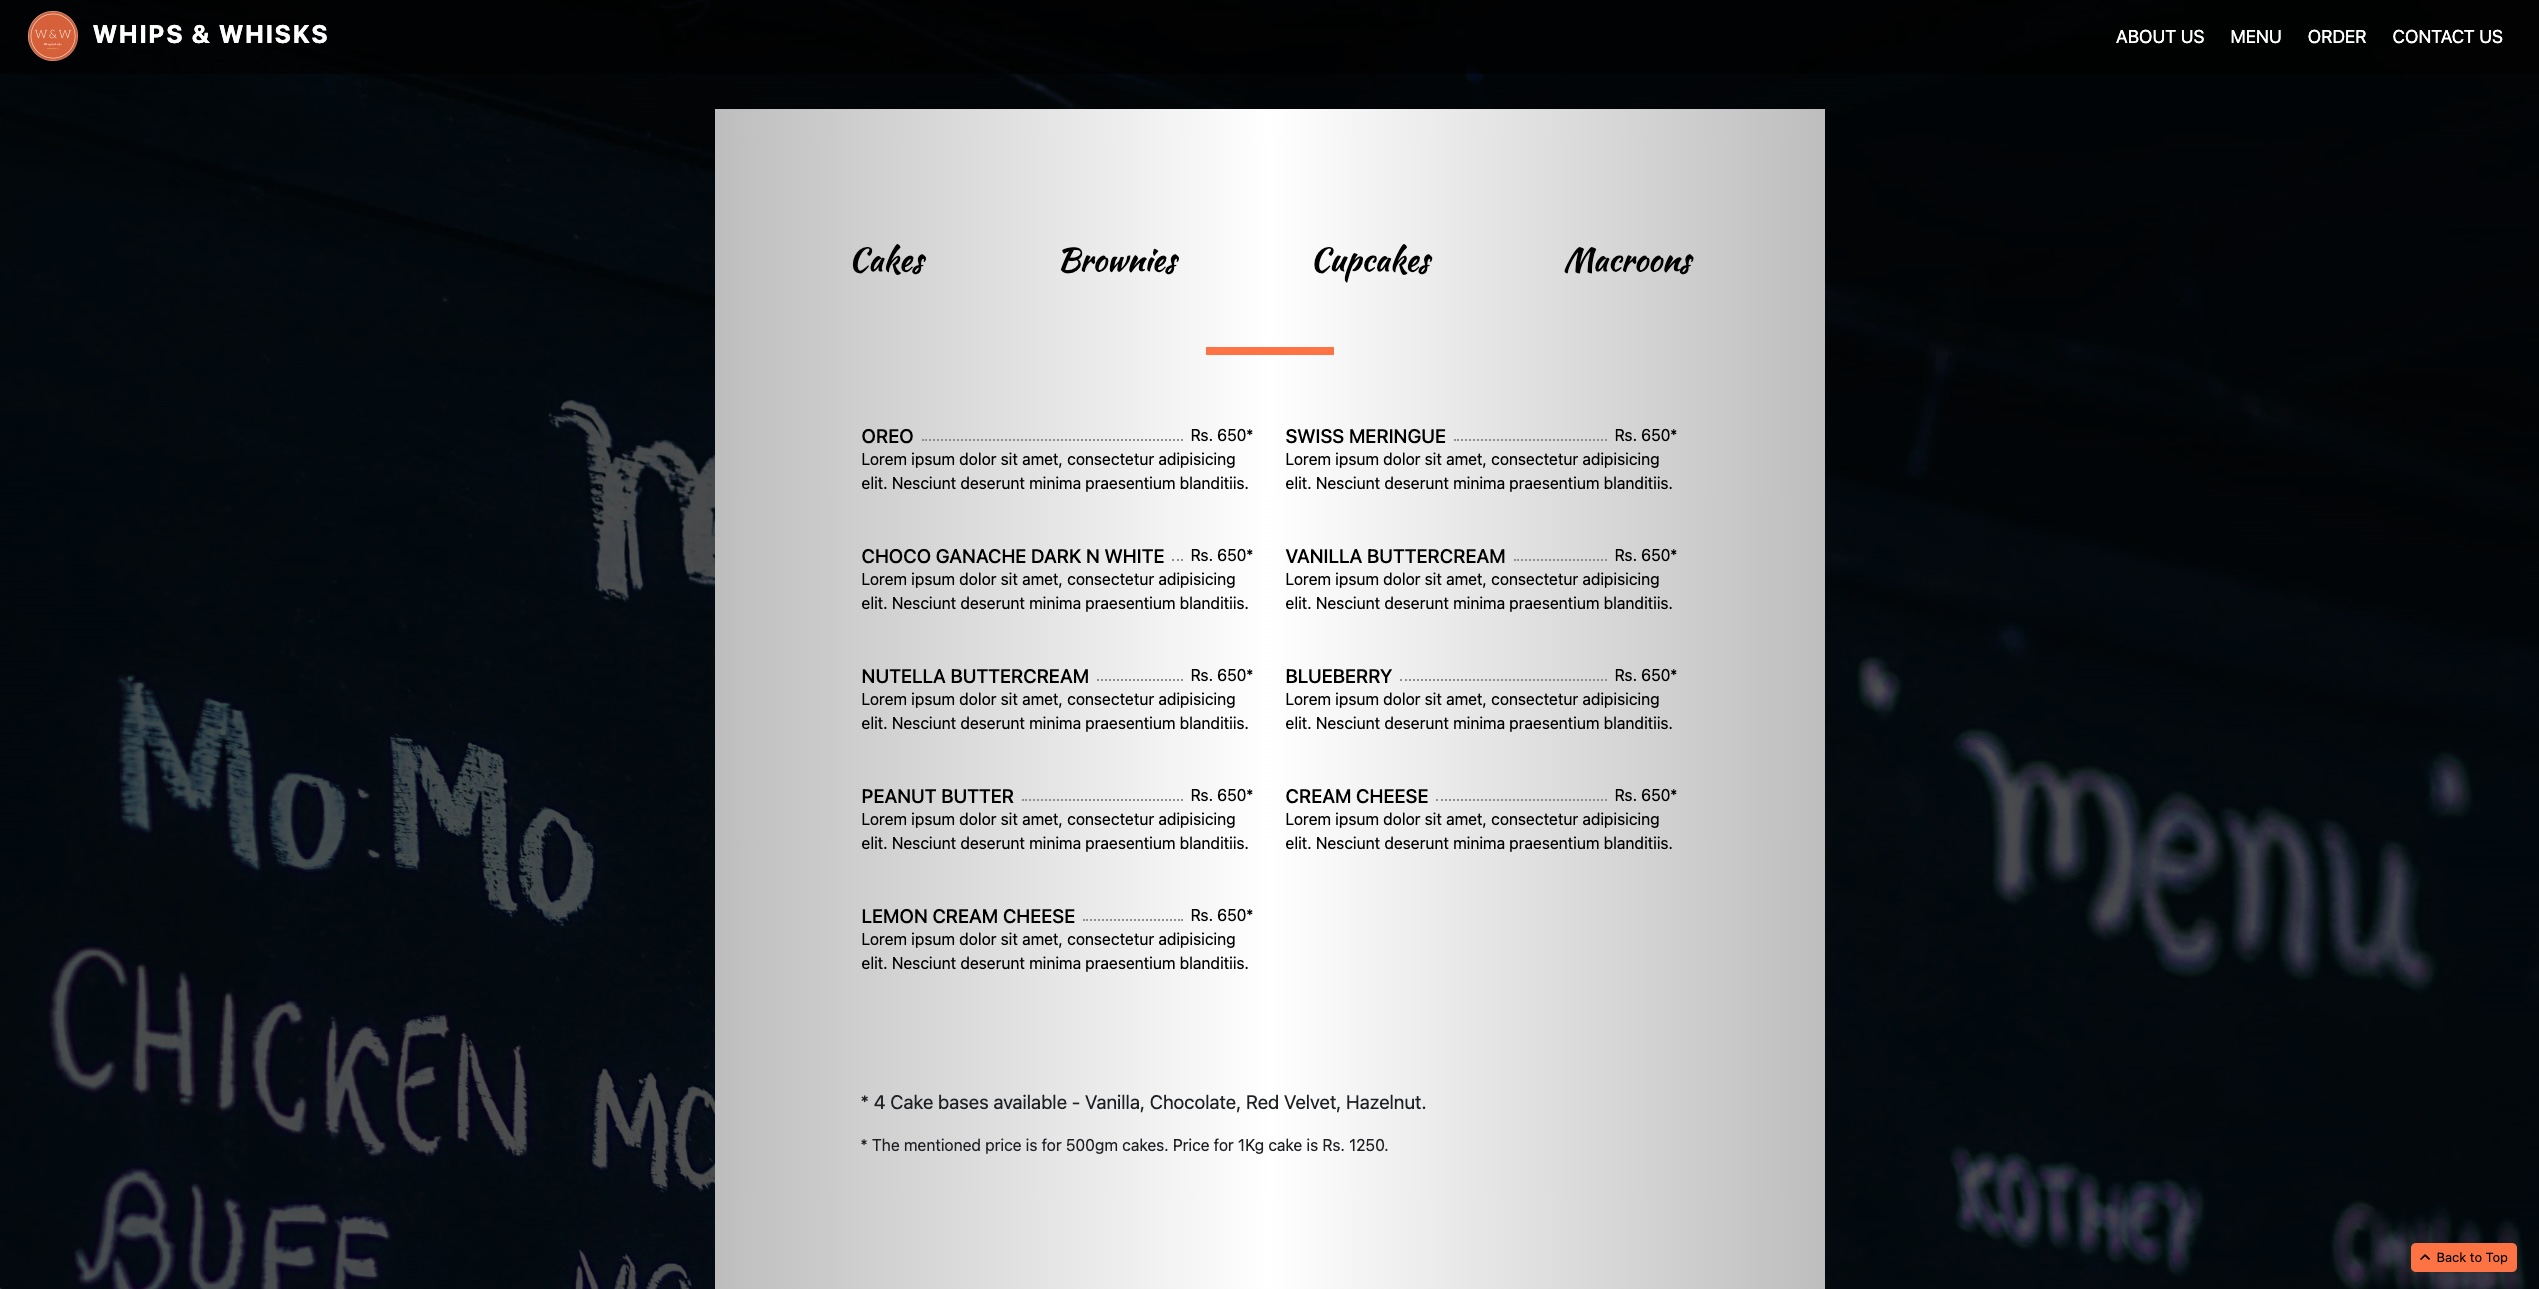 W&W
WHIPS & WHISKS
ABOUT US MENU ORDER CONTACT US
Cakes Brownies Cupcakes Macroons
OREO Rs. 650*
Lorem ipsum dolor sit amet, consectetur adipisicing
elit. Nesciunt deserunt minima praesentium blanditiis.
SWISS MERINGUE Rs. 650*
Lorem ipsum dolor sit amet, consectetur adipisicing
elit. Nesciunt deserunt minima praesentium blanditiis.
CHOCO GANACHE DARK N WHITE Rs. 650*
Lorem ipsum dolor sit amet, consectetur adipisicing
elit. Nesciunt deserunt minima praesentium blanditiis.
VANILLA BUTTERCREAM Rs. 650*
Lorem ipsum dolor sit amet, consectetur adipisicing
elit. Nesciunt deserunt minima praesentium blanditiis.
NUTELLA BUTTERCREAM Rs. 650*
Lorem ipsum dolor sit amet, consectetur adipisicing
elit. Nesciunt deserunt minima praesentium blanditiis.
BLUEBERRY Rs. 650*
Lorem ipsum dolor sit amet, consectetur adipisicing
elit. Nesciunt deserunt minima praesentium blanditiis.
PEANUT BUTTER Rs. 650*
Lorem ipsum dolor sit amet, consectetur adipisicing
elit. Nesciunt deserunt minima praesentium blanditiis.
CREAM CHEESE Rs. 650*
Lorem ipsum dolor sit amet, consectetur adipisicing
elit. Nesciunt deserunt minima praesentium blanditiis.
LEMON CREAM CHEESE Rs. 650*
Lorem ipsum dolor sit amet, consectetur adipisicing
elit. Nesciunt deserunt minima praesentium blanditiis.
* 4 Cake bases available - Vanilla, Chocolate, Red Velvet, Hazelnut.
* The mentioned price is for 500gm cakes. Price for 1Kg cake is Rs. 1250.
Mo:Mo
CHICKEN MO
BUFF
menu
KOTHEY
Back to Top